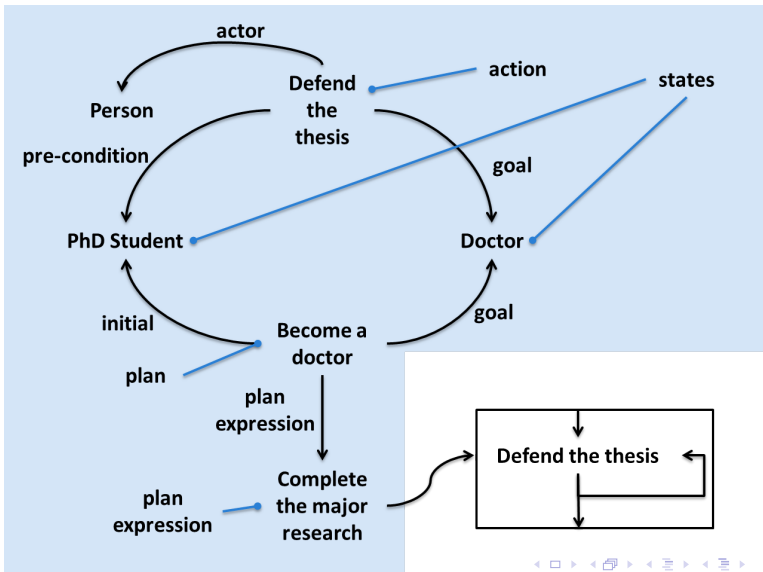 actor
Defend
the
thesis
action
states
Person
pre-condition
goal
PhD Student
Doctor
initial
Become a
doctor
goal
plan
plan
expression
Defend the thesis
Complete
the major
research
plan
expression